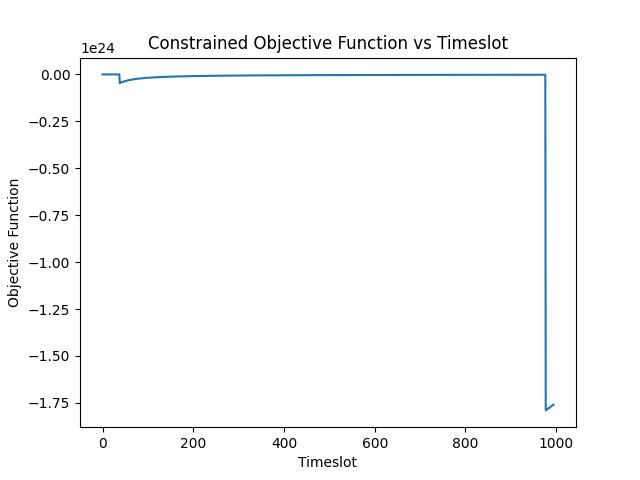 Constrained Objective Function vs Timeslot
1e24
0.00
−0.25
−0.50
−0.75
−1.00
−1.25
−1.50
−1.75
Objective Function
0 200 400 600 800 1000
Timeslot